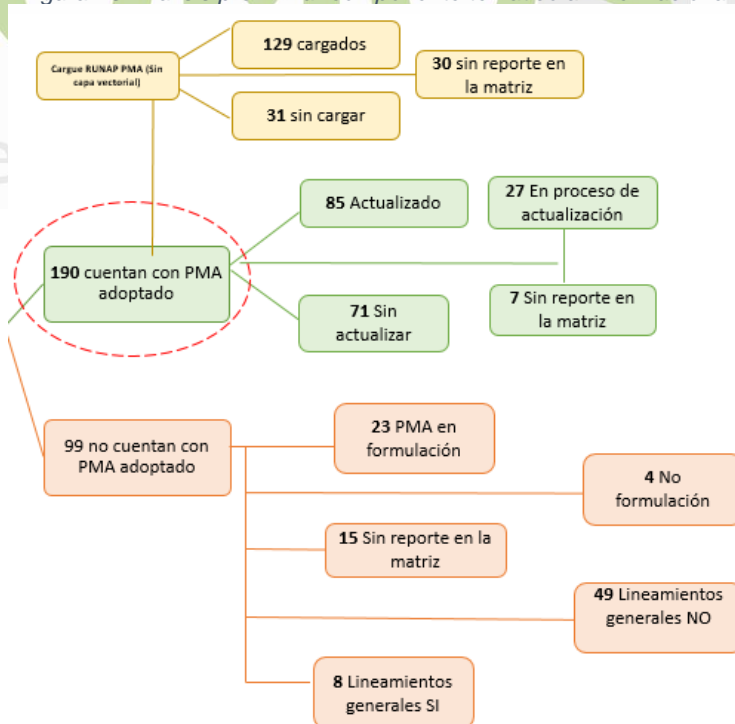 129 cargados
Cargue RUNAP PMA (Sin
capa vectorial)
30 sin reporte en
la matriz
31 sin cargar
85 Actualizado
27 En proceso de
actualización
190 cuentan con PMA
adoptado
71 Sin
actualizar
7 Sin reporte en
la matriz
99 no cuentan con
PMA adoptado
23 PMA en
formulación
4 No
formulación
15 Sin reporte en la
matriz
49 Lineamientos
generales NO
8 Lineamientos
generales SI